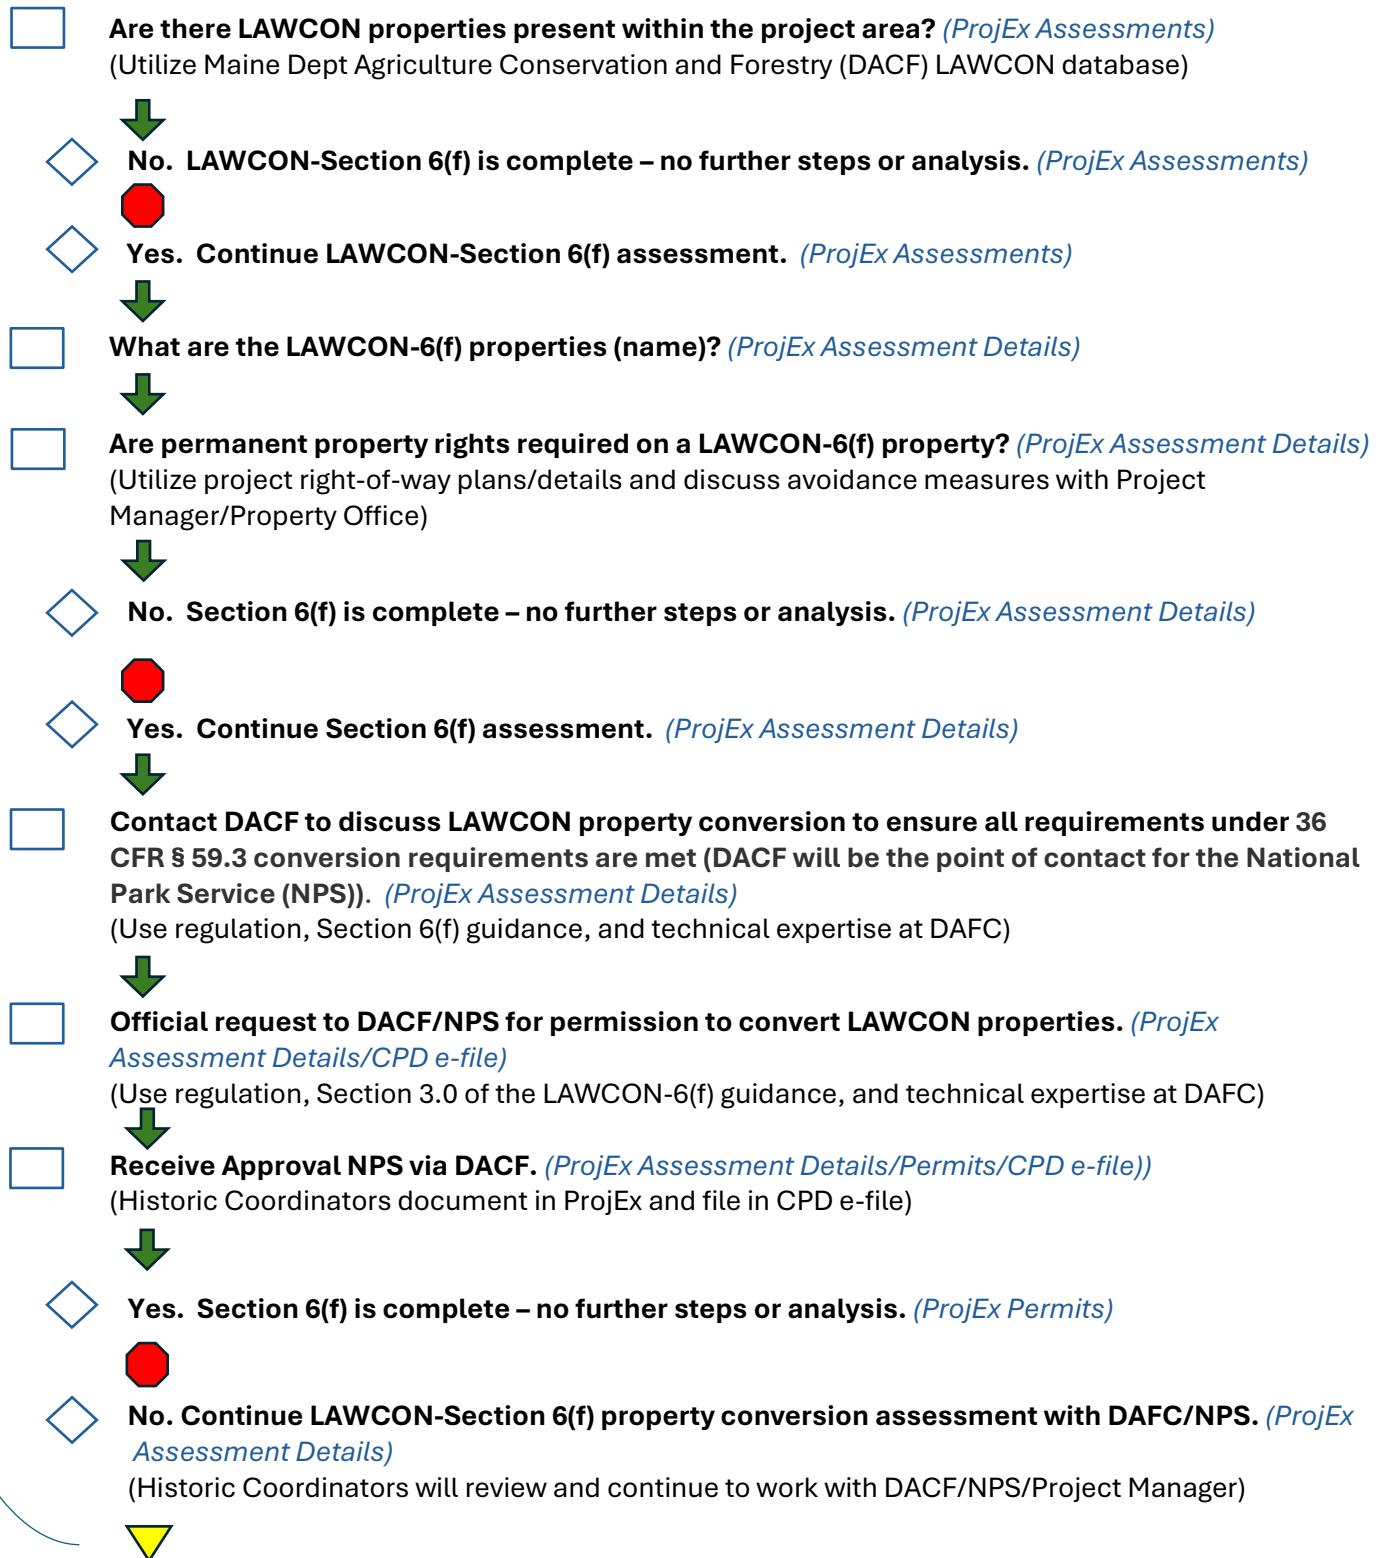 Are there LAWCON properties present within the project area? (ProjEx Assessments)
(Utilize Maine Dept Agriculture Conservation and Forestry (DACF) LAWCON database)
No. LAWCON-Section 6(f) is complete – no further steps or analysis. (ProjEx Assessments)
Yes. Continue LAWCON-Section 6(f) assessment. (ProjEx Assessments)
What are the LAWCON-6(f) properties (name)? (ProjEx Assessment Details)
Are permanent property rights required on a LAWCON-6(f) property? (ProjEx Assessment Details)
(Utilize project right-of-way plans/details and discuss avoidance measures with Project
Manager/Property Office)
No. Section 6(f) is complete – no further steps or analysis. (ProjEx Assessment Details)
Yes. Continue Section 6(f) assessment. (ProjEx Assessment Details)
Contact DACF to discuss LAWCON property conversion to ensure all requirements under 36
CFR § 59.3 conversion requirements are met (DACF will be the point of contact for the National
Park Service (NPS)). (ProjEx Assessment Details)
(Use regulation, Section 6(f) guidance, and technical expertise at DAFC)
Official request to DACF/NPS for permission to convert LAWCON properties. (ProjEx
Assessment Details/CPD e-file)
(Use regulation, Section 3.0 of the LAWCON-6(f) guidance, and technical expertise at DAFC)
Receive Approval NPS via DACF. (ProjEx Assessment Details/Permits/CPD e-file))
(Historic Coordinators document in ProjEx and file in CPD e-file)
Yes. Section 6(f) is complete – no further steps or analysis. (ProjEx Permits)
No. Continue LAWCON-Section 6(f) property conversion assessment with DAFC/NPS. (ProjEx
Assessment Details)
(Historic Coordinators will review and continue to work with DACF/NPS/Project Manager)